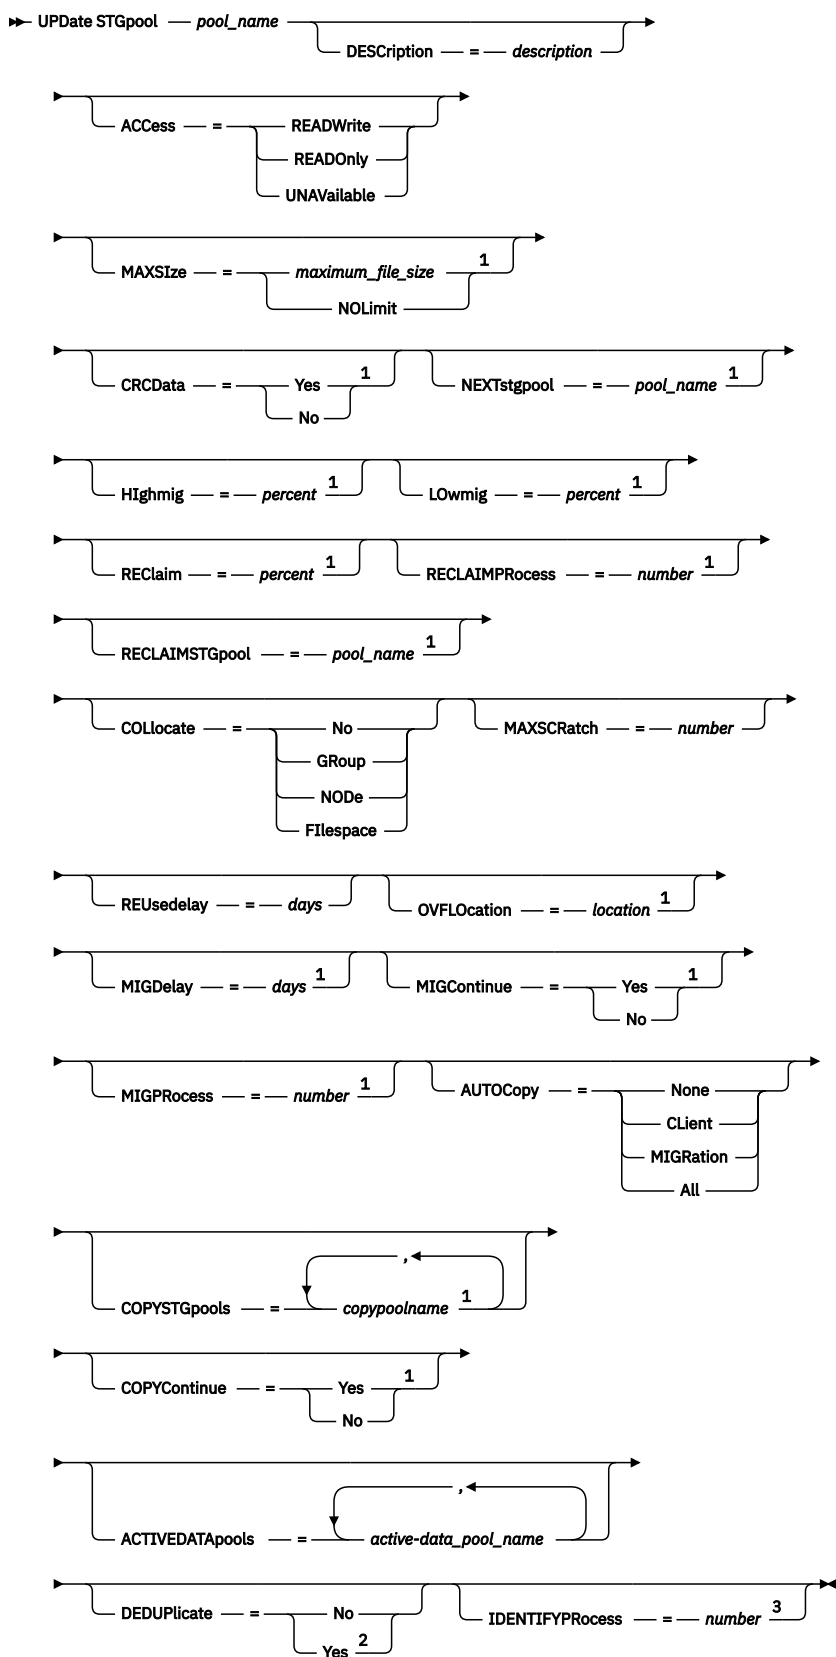 UPDate STGpool pool_name
DESCription = description
ACCess = READWrite
READOnly
UNAVailable
MAXSIze = maximum_file_size 1
NOLimit
CRCData = Yes 1
No
NEXTstgpool = pool_name 1
HIghmig = percent 1
LOwmig = percent 1
REClaim = percent 1
RECLAIMPRocess = number 1
RECLAIMSTGpool = pool_name 1
COLlocate = No
GRoup
NODe
FIlespace
MAXSCRatch = number
REUsedelay = days
OVFLOcation = location 1
MIGDelay = days 1
MIGContinue = Yes 1
No
MIGPRocess = number 1
AUTOCopy = None
CLient
MIGRation
All
,
COPYSTGpools = copypoolname 1
COPYContinue = Yes 1
No
,
ACTIVEDATApools = active-data_pool_name
DEDUPlicate = No
Yes 2
IDENTIFYPRocess = number 3